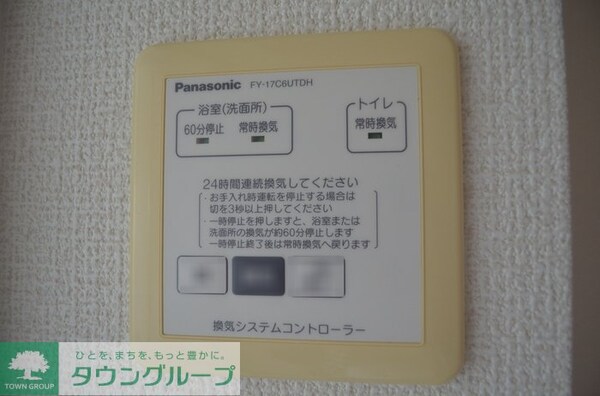 Panasonic FY-17C6UTDH
浴室(洗面所)
トイレ
60分停止 常時換気
常時換気
24時間連続換気してください
・お手入れ時運転を停止する場合は
切を3秒以上押してください
・一時停止を押しますと、浴室または
洗面所の換気が約60分停止します
一時停止終了後は常時換気へ戻ります
換気システムコントローラー
ひとを、まちを、もっと豊かに。
タウングループ
TOWN GROUP